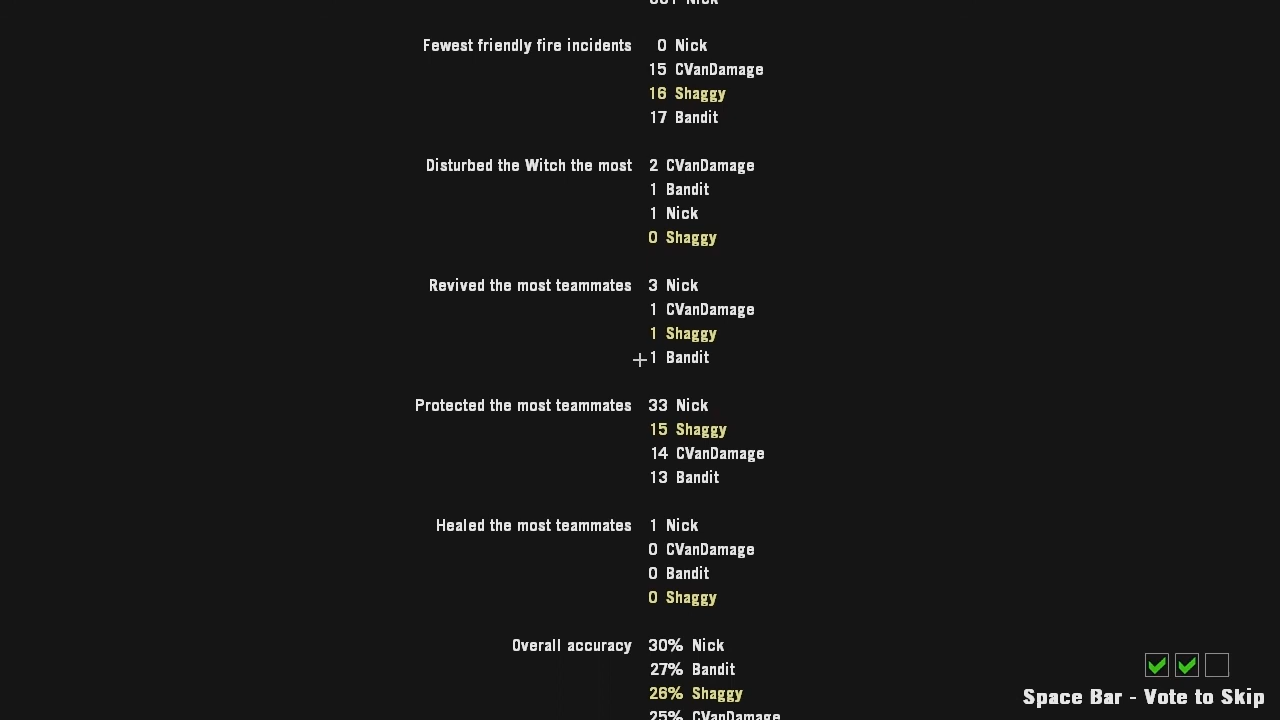 Nick
Fewest friendly fire incidents 0 Nick
15 CVanDamage
16 Shaggy
17 Bandit
Disturbed the Witch the most 2 CVanDamage
1 Bandit
1 Nick
0 Shaggy
Revived the most teammates 3 Nick
1 CVanDamage
1 Shaggy
1 Bandit
Protected the most teammates 33 Nick
15 Shaggy
14 CVanDamage
13 Bandit
Healed the most teammates 1 Nick
0 CVanDamage
0 Bandit
0 Shaggy
Overall accuracy 30% Nick
27% Bandit
26% Shaggy
25% CVanDamage
Space Bar - Vote to Skip